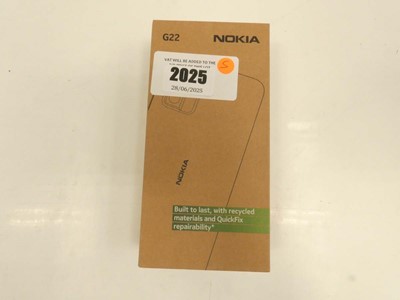 G22 NOKIA
VAT WILL BE ADDED TO THE
2025
28/06/2025
5
NOKIA
Built to last, with recycled
materials and QuickFix
repairability*